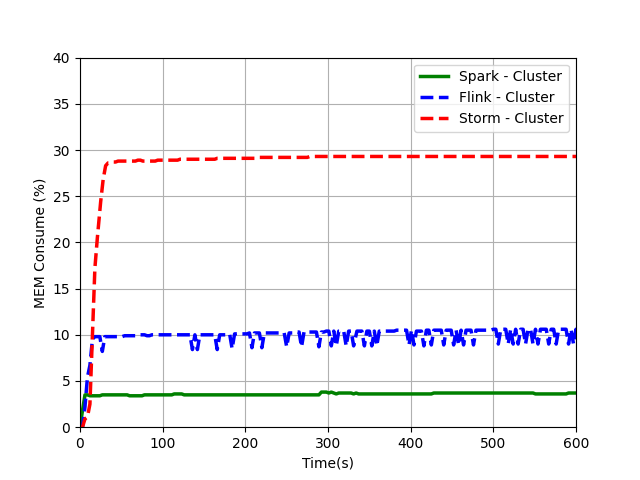 40
35
30
25
20
15
10
5
0
MEM Consume (%)
Spark - Cluster
Flink - Cluster
Storm - Cluster
0 100 200 300 400 500 600
Time(s)